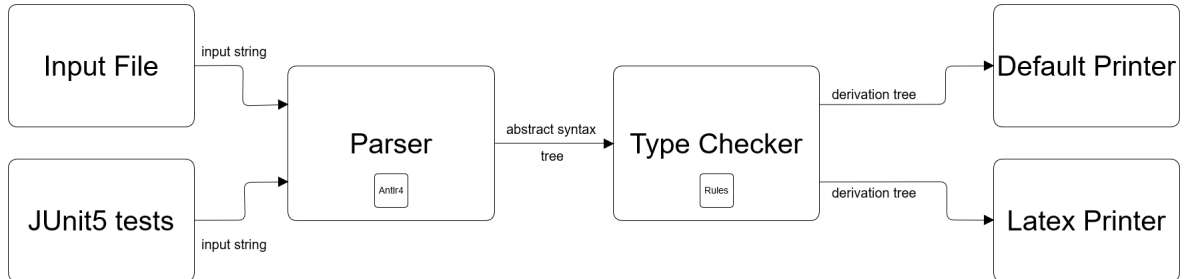 Input File
input string
JUnit5 tests
input string
Parser
Antlr4
abstract syntax
tree
Type Checker
Rules
derivation tree
Default Printer
derivation tree
Latex Printer